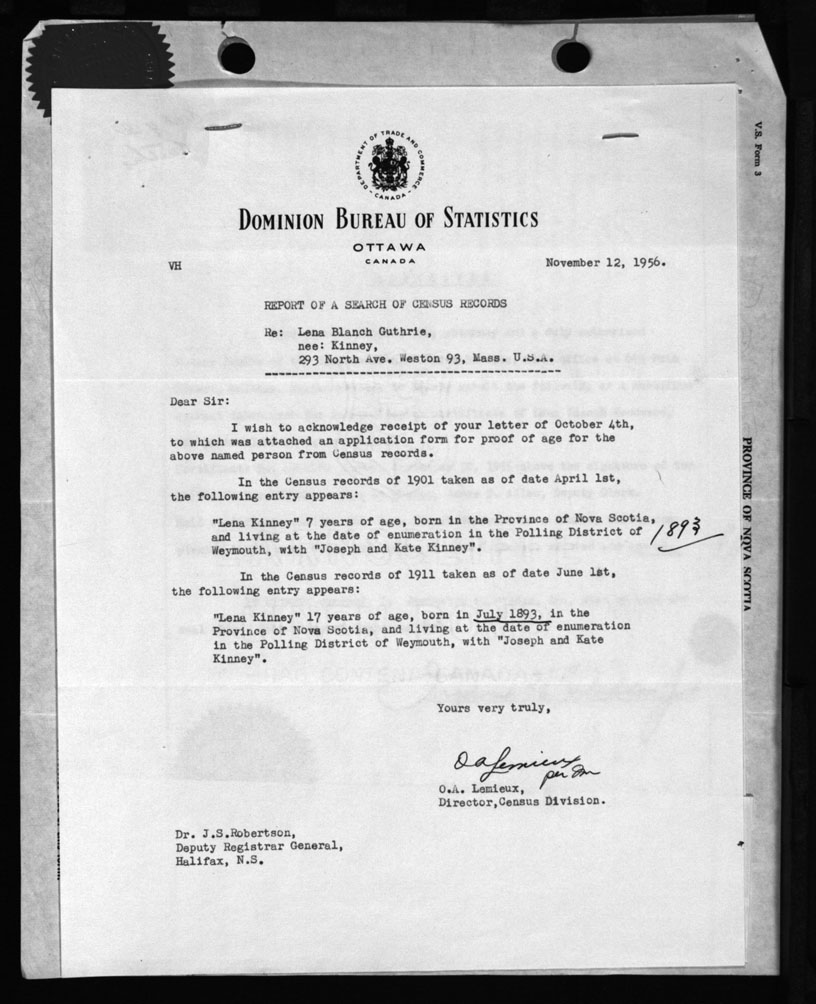 DEPARTMENT OF TRADE AND COMMERCE
- CANADA -
DOMINION BUREAU OF STATISTICS
OTTAWA
CANADA
VH
November 12, 1956.
REPORT OF A SEARCH OF CENSUS RECORDS
Re: Lena Blanch Guthrie,
nee: Kinney,
293 North Ave. Weston 93, Mass. U.S.A.
Dear Sir:
I wish to acknowledge receipt of your letter of October 4th,
to which was attached an application form for proof of age for the
above named person from Census records.
In the Census records of 1901 taken as of date April 1st,
the following entry appears:
"Lena Kinney" 7 years of age, born in the Province of Nova Scotia,
and living at the date of enumeration in the Polling District of
Weymouth, with "Joseph and Kate Kinney".
In the Census records of 1911 taken as of date June 1st,
the following entry appears:
"Lena Kinney" 17 years of age, born in July 1893, in the
Province of Nova Scotia, and living at the date of enumeration
in the Polling District of Weymouth, with "Joseph and Kate
Kinney".
Yours very truly,
O A Lemieux
per
O.A. Lemieux,
Director,Census Division.
Dr. J.S.Robertson,
Deputy Registrar General,
Halifax, N.S.
V.S. Form 3
PROVINCE OF NOVA SCOTIA